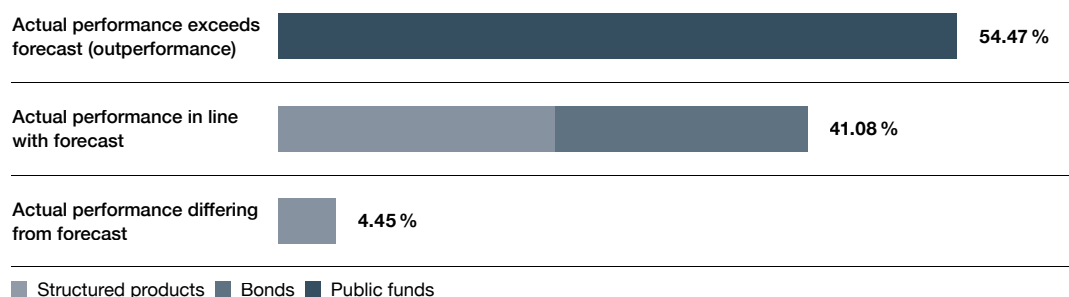 Actual performance exceeds
forecast (outperformance)
54.47 %
Actual performance in line
with forecast
41.08 %
Actual performance differing
from forecast
4.45 %
Structured products Bonds Public funds